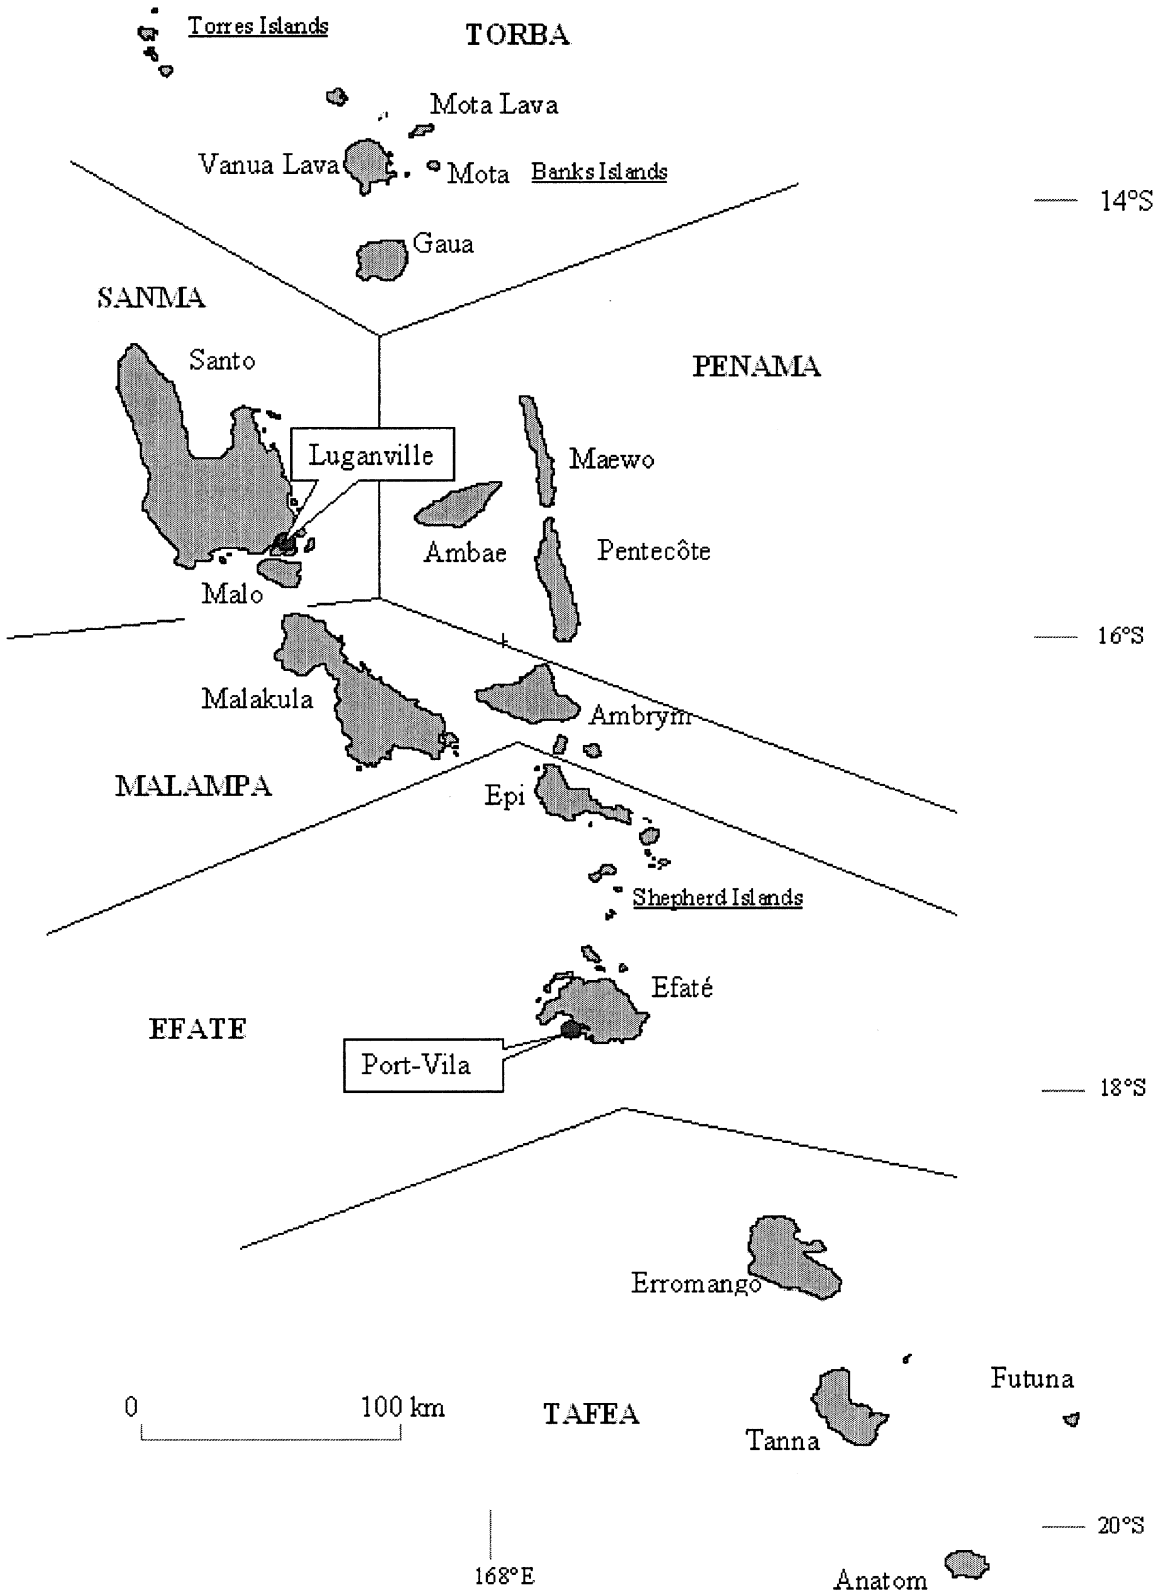 Torres Islands
TORBA
Mota Lava
Vanua Lava
Mota
Banks Islands
14°S
Gaua
SANMA
Santo
PENAMA
Luganville
Maewo
Ambae
Pentecôte
Malo
16°S
Malakula
Ambrym
MALAMPA
Epi
Shepherd Islands
Efaté
EFATE
Port-Vila
18°S
Erromango
Futuna
0
100 km
TAFEA
Tanna
20°S
168°E
Anatom